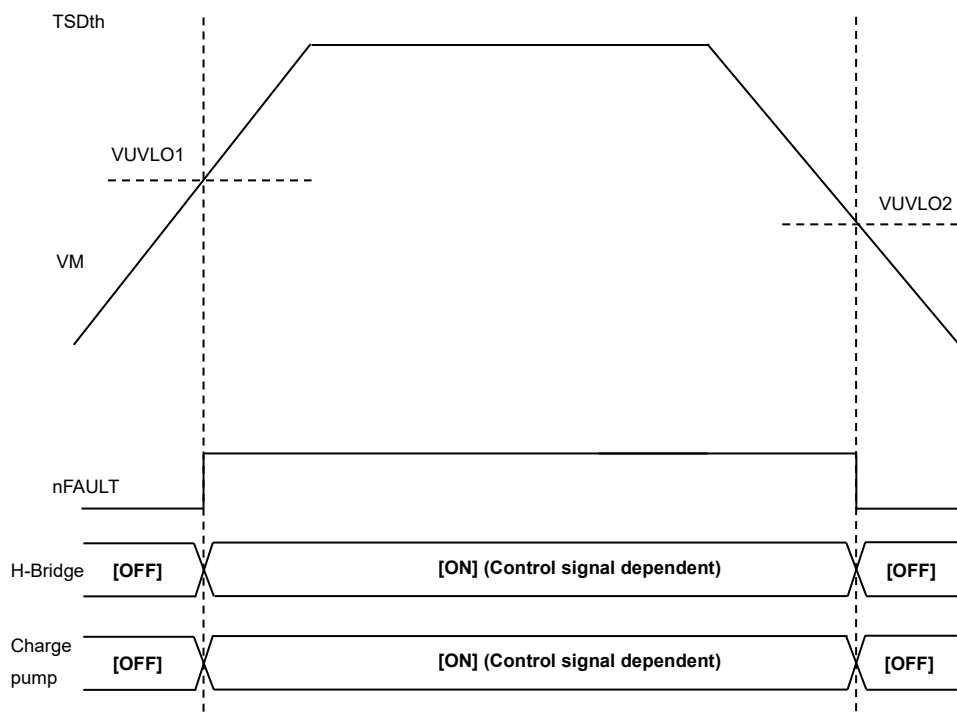 TSDth
VUVLO1
VUVLO2
VM
nFAULT
H-Bridge
[OFF]
[ON] (Control signal dependent)
[OFF]
Charge
pump
[OFF]
[ON] (Control signal dependent)
[OFF]